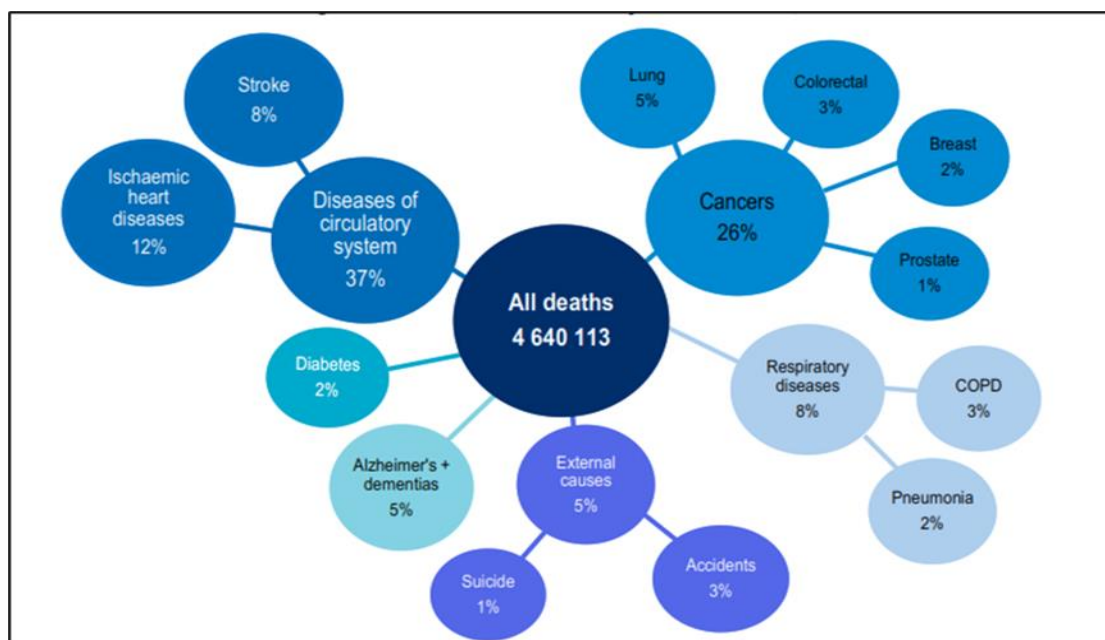 Stroke
8%
Ischaemic
heart
diseases
12%
Diseases of
circulatory
system
37%
Lung
5%
Colorectal
3%
Breast
2%
Cancers
26%
Prostate
1%
All deaths
4 640 113
Diabetes
2%
Respiratory
diseases
8%
COPD
3%
Alzheimer's +
dementias
5%
External
causes
5%
Pneumonia
2%
Suicide
1%
Accidents
3%